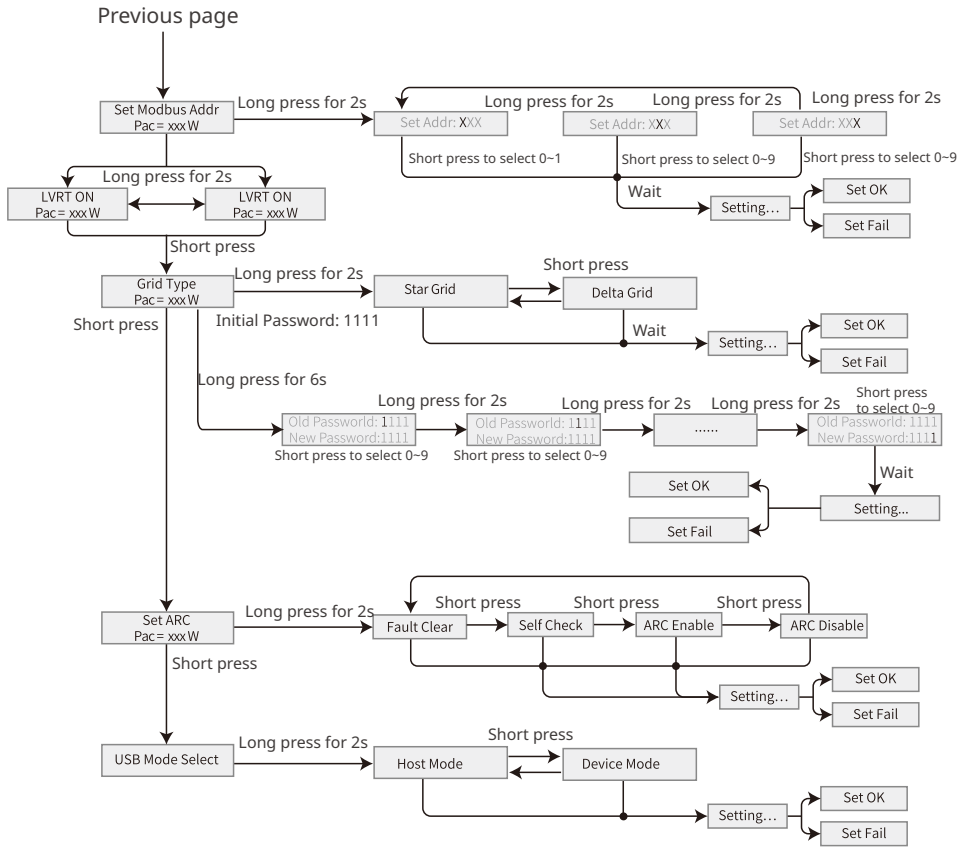 Previous page
Set Modbus Addr
Pac= xxx W
Long press for 2s
Set Addr: XXX
Long press for 2s
Set Addr: XXX
Long press for 2s
Set Addr: XXX
Long press for 2s
Short press to select 0~1
Short press to select 0~9
Short press to select 0~9
Wait
Setting...
Set OK
Set Fail
Long press for 2s
LVRT ON
Pac= xxx W
LVRT ON
Pac= xxx W
Short press
Grid Type
Pac= xxx W
Long press for 2s
Star Grid
Short press
Delta Grid
Wait
Setting...
Set OK
Set Fail
Short press
Initial Password: 1111
Long press for 6s
Old Passworld: 1111
New Password:1111
Short press to select 0~9
Long press for 2s
Old Passworld: 1111
New Password:1111
Short press to select 0~9
Long press for 2s
......
Long press for 2s
Short press
to select 0~9
Old Passworld: 1111
New Password:1111
Wait
Setting...
Set OK
Set Fail
Set ARC
Pac= xxx W
Long press for 2s
Fault Clear
Short press
Self Check
Short press
ARC Enable
Short press
ARC Disable
Setting...
Set OK
Set Fail
Short press
USB Mode Select
Long press for 2s
Host Mode
Short press
Device Mode
Setting...
Set OK
Set Fail